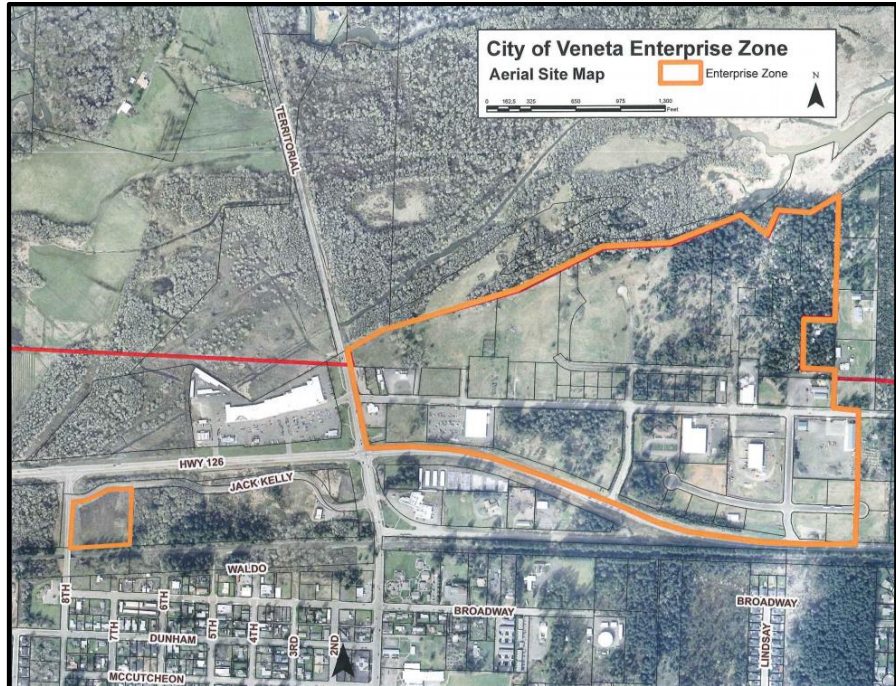 City of Veneta Enterprise Zone
Aerial Site Map
Enterprise Zone
N
0 162.5 325 650 975 1,300
Feet
TERRITORIAL
HWY 126
JACK KELLY
WALDO
BROADWAY
BROADWAY
8TH
7TH
6TH
5TH
4TH
3RD
2ND
DUNHAM
LINDSAY
MCCUTCHEON